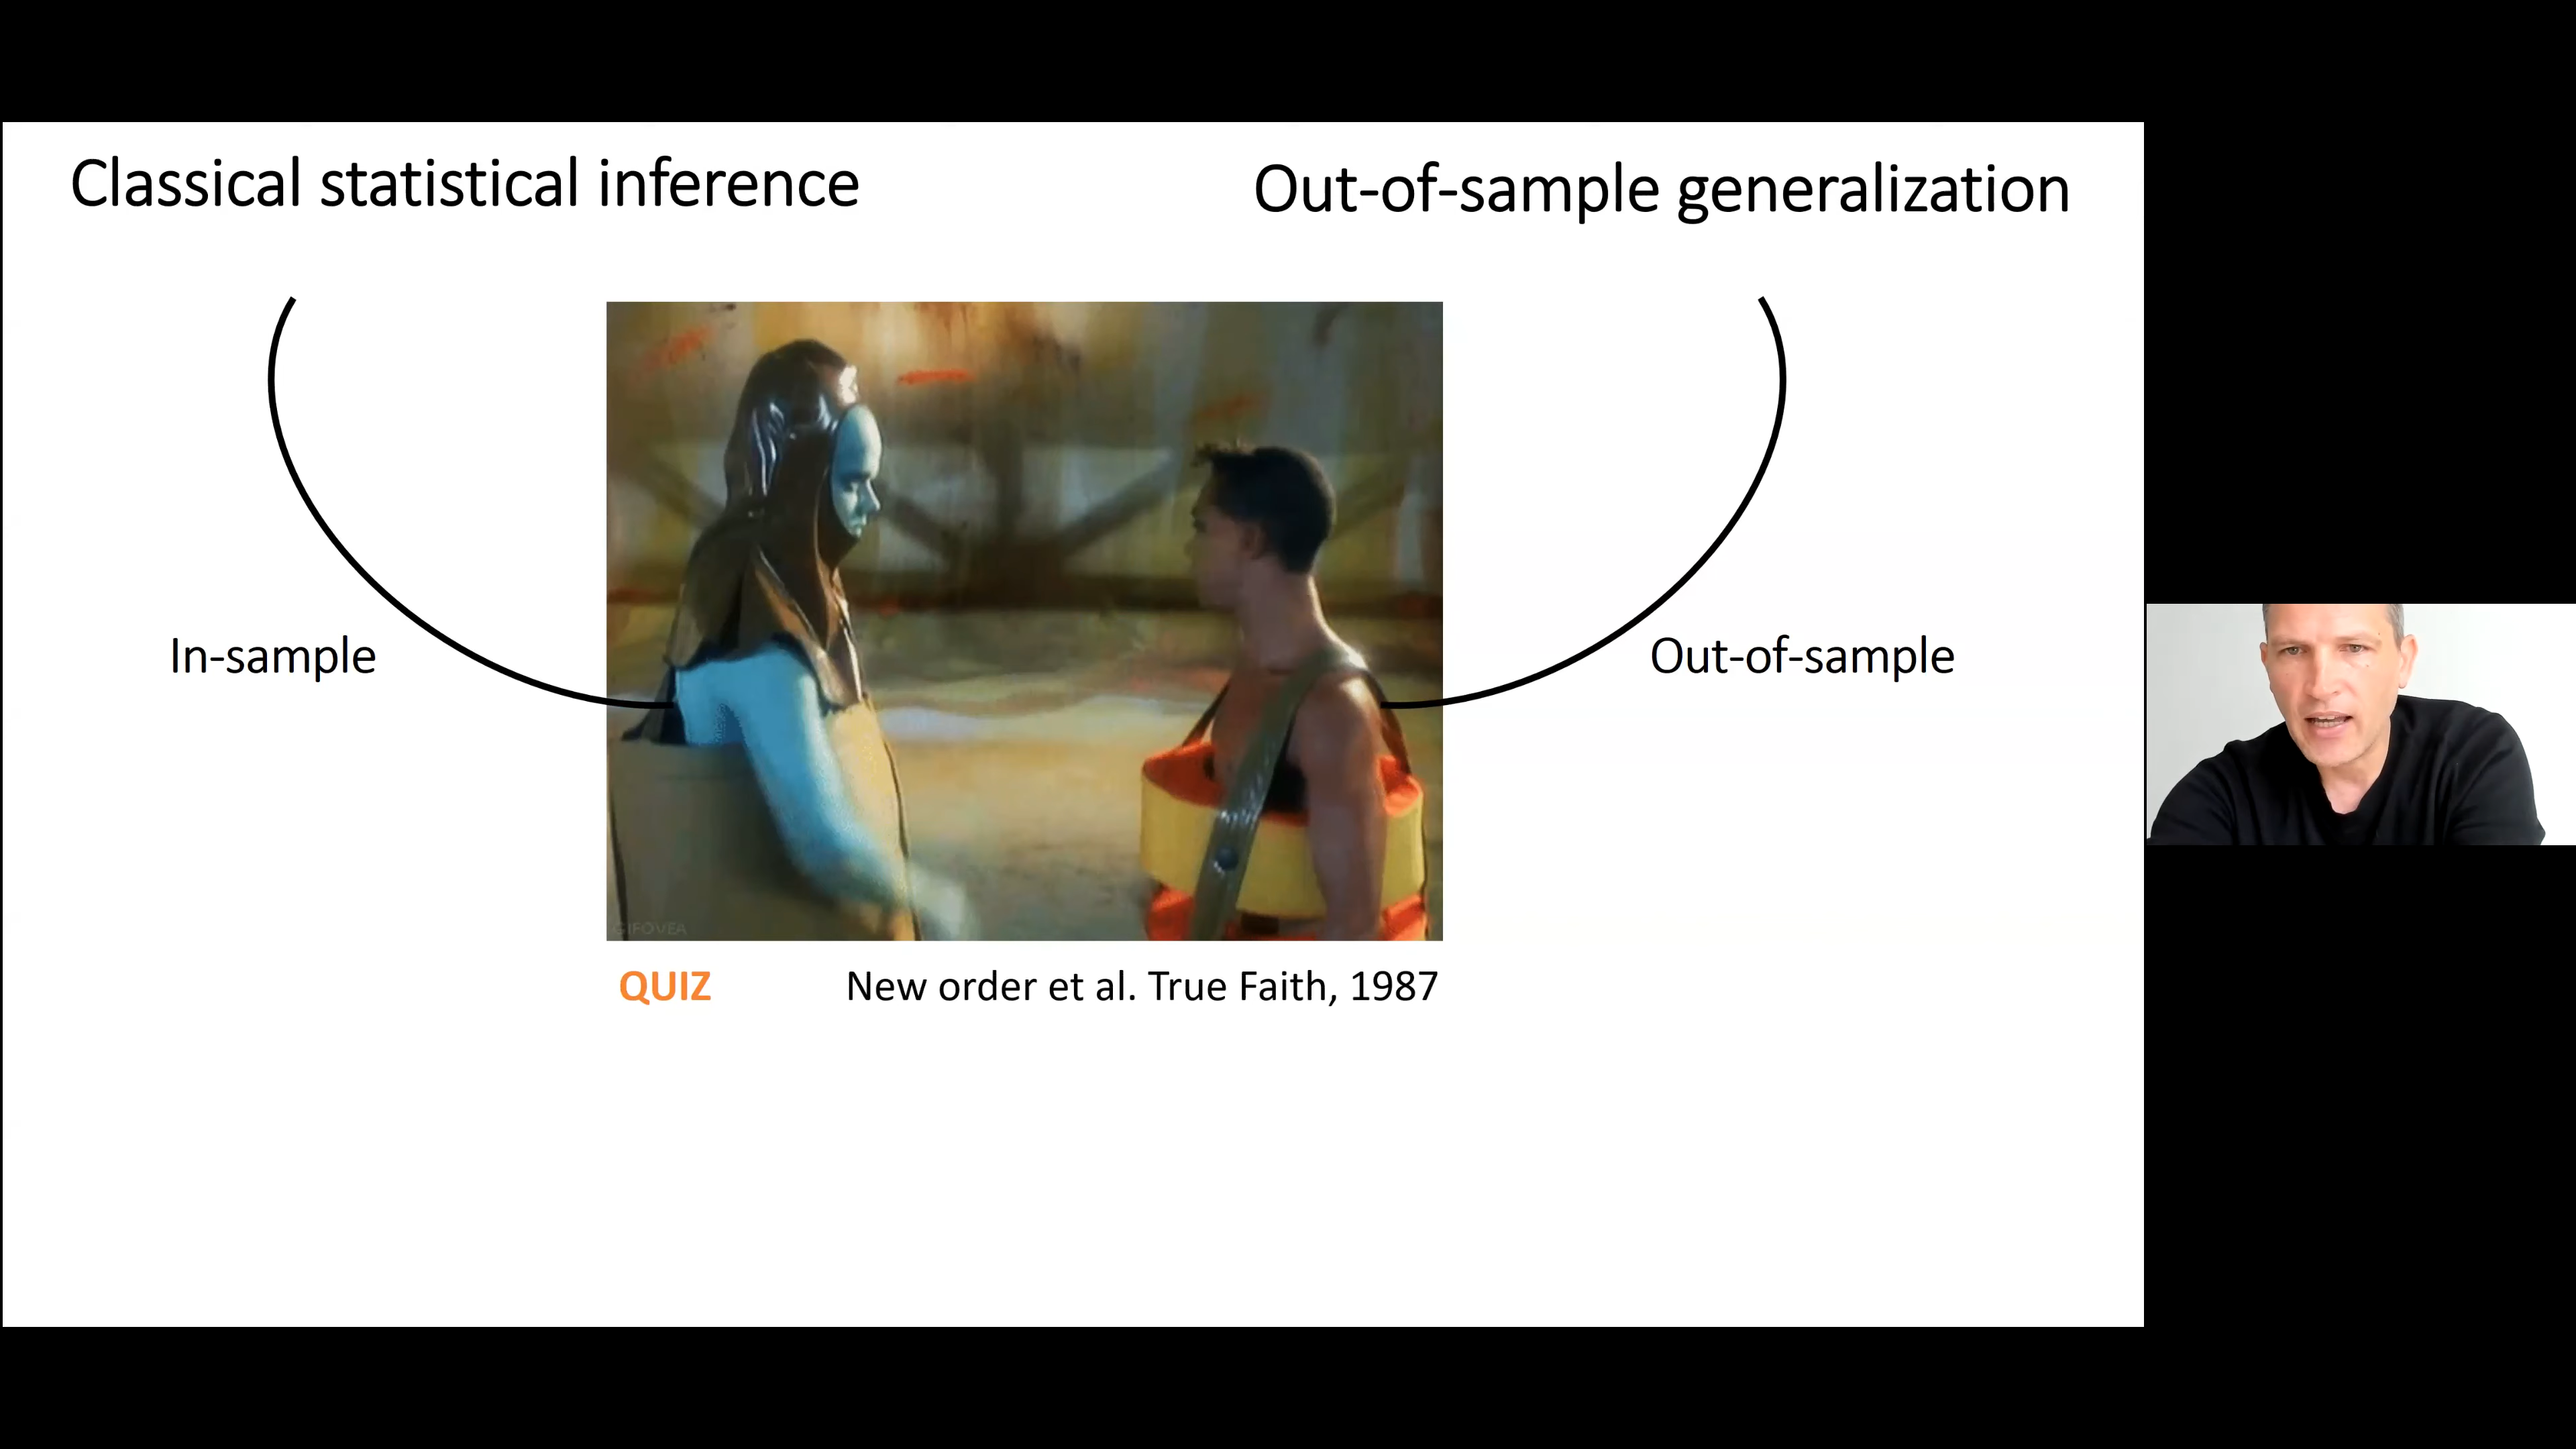 Classical statistical inference
Out-of-sample generalization
In-sample
Out-of-sample
GIFOVEA
QUIZ
New order et al. True Faith, 1987